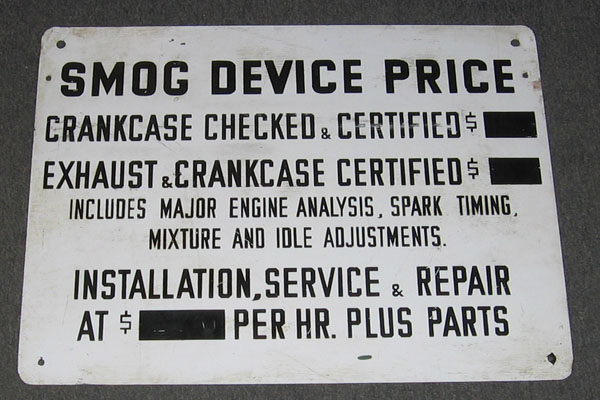 SMOG DEVICE PRICE
CRANKCASE CHECKED & CERTIFIED $
EXHAUST & CRANKCASE CERTIFIED $
INCLUDES MAJOR ENGINE ANALYSIS, SPARK TIMING,
MIXTURE AND IDLE ADJUSTMENTS.
INSTALLATION, SERVICE & REPAIR
AT $ PER HR. PLUS PARTS